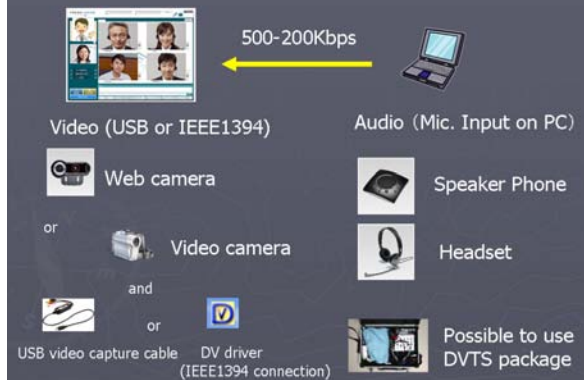 500-200Kbps
Video (USB or IEEE1394)
Audio (Mic. Input on PC)
Web camera
or
Video camera
and
or
USB video capture cable
DV driver
(IEEE1394 connection)
Speaker Phone
Headset
Possible to use
DVTS package